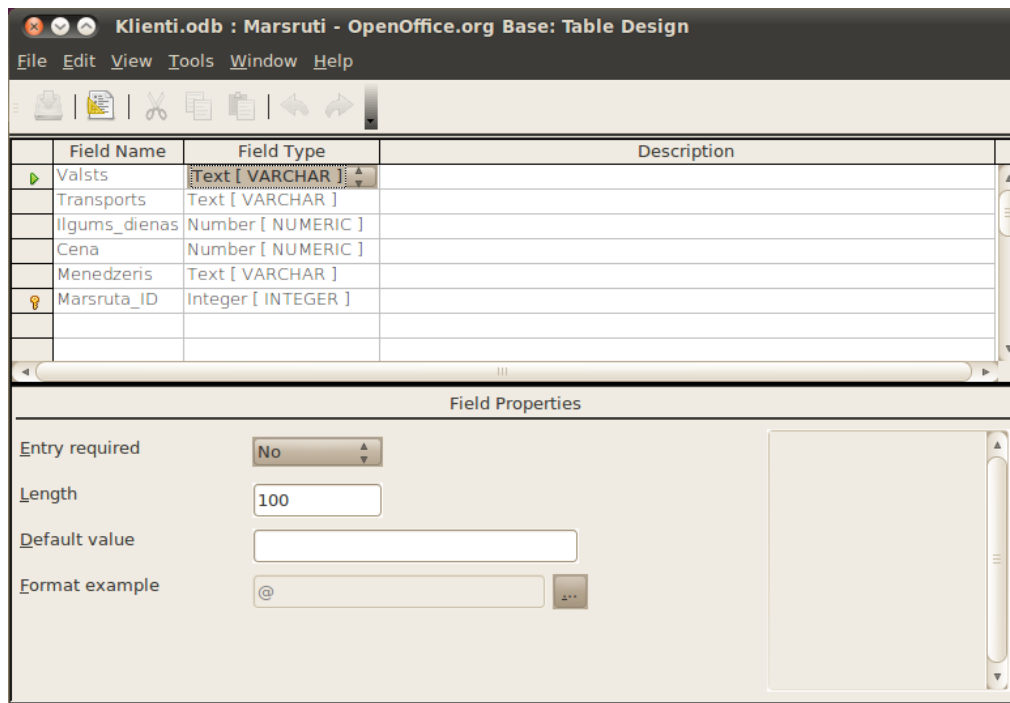 Klienti.odb : Marsruti - OpenOffice.org Base: Table Design
File Edit View Tools Window Help
Field Name Field Type Description
Valsts Text [ VARCHAR ]
Transports Text [ VARCHAR ]
Ilgums_dienas Number [ NUMERIC ]
Cena Number [ NUMERIC ]
Menedzeris Text [ VARCHAR ]
Marsruta_ID Integer [ INTEGER ]
Field Properties
Entry required No
Length 100
Default value
Format example @ ...